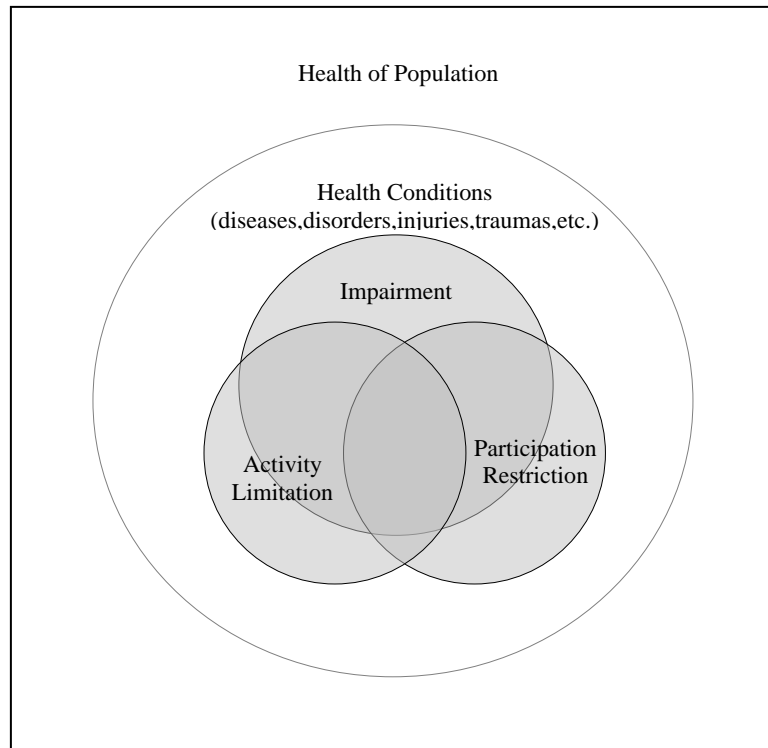 Health of Population
Health Conditions
(diseases,disorders,injuries,traumas,etc.)
Impairment
Activity
Limitation
Participation
Restriction